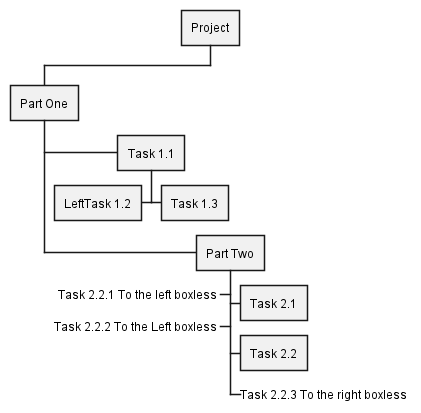 Project
Part One
Task 1.1
LeftTask 1.2
Task 1.3
Part Two
Task 2.2.1 To the left boxless
Task 2.1
Task 2.2.2 To the Left boxless
Task 2.2
Task 2.2.3 To the right boxless